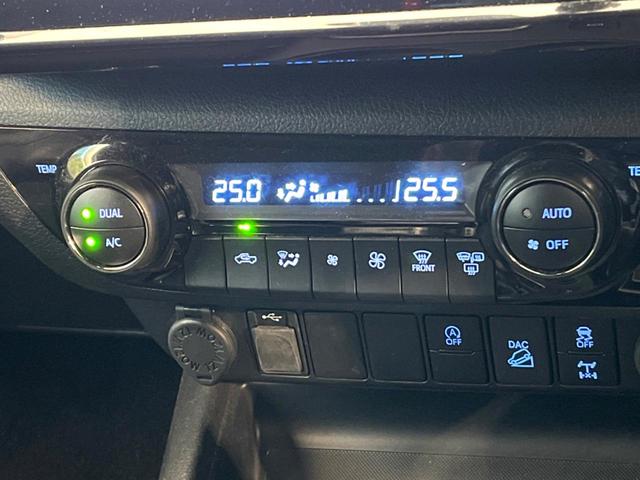 TEMP
25.0
25.5
DUAL
A/C
AUTO
OFF
FRONT
OFF
DAC
OFF